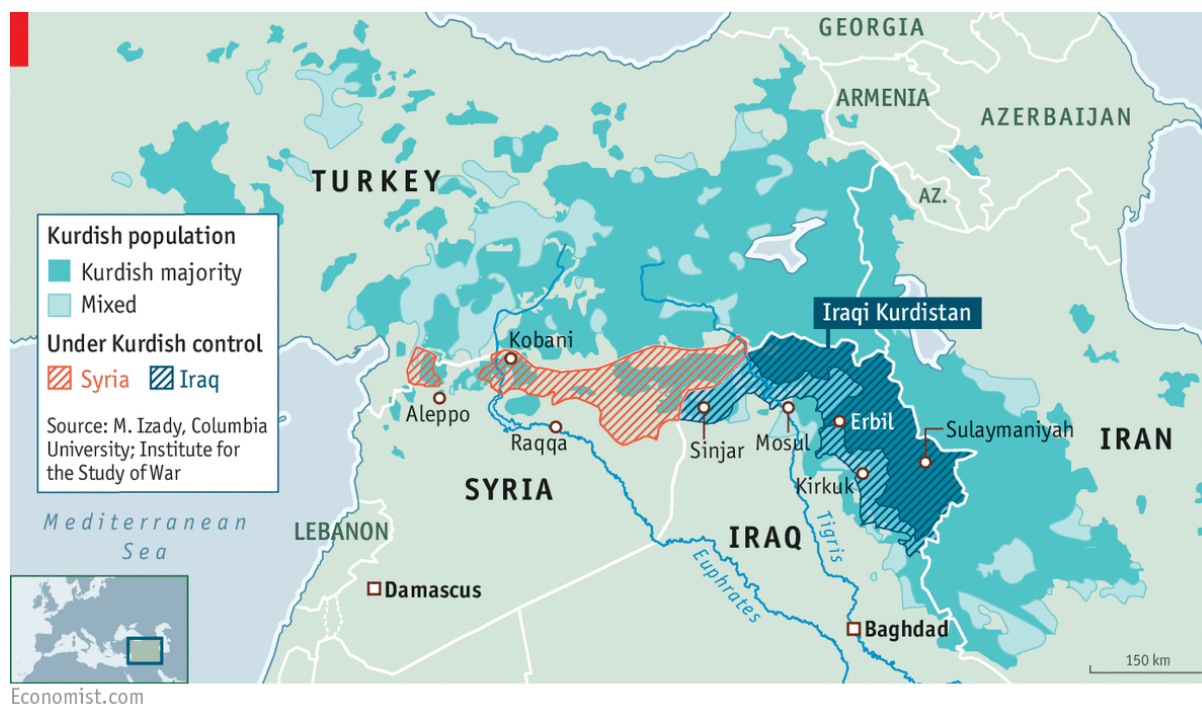 GEORGIA
ARMENIA
AZERBAIJAN
TURKEY
AZ.
Kurdish population
Kurdish majority
Mixed
Under Kurdish control
Syria
Iraq
Source: M. Izady, Columbia
University; Institute for
the Study of War
Iraqi Kurdistan
Kobani
Aleppo
Raqqa
Sinjar
Mosul
Erbil
Sulaymaniyah
Kirkuk
IRAN
SYRIA
IRAQ
Tigris
Euphrates
Mediterranean
Sea
LEBANON
Damascus
Baghdad
150 km
Economist.com